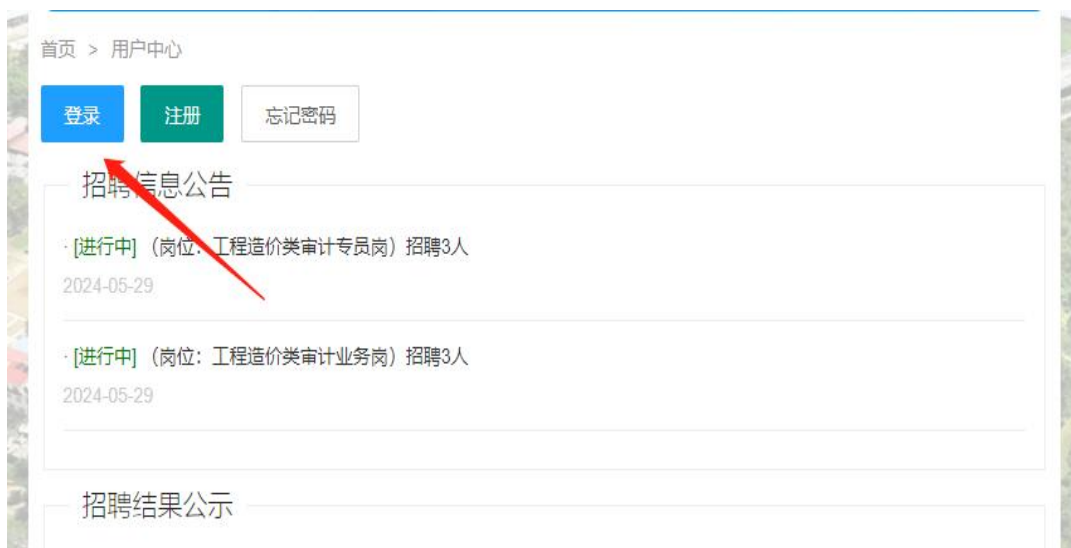 首页 > 用户中心
登录 注册 忘记密码
招聘信息公告
· [进行中] （岗位：工程造价类审计专员岗）招聘3人
2024-05-29
· [进行中] （岗位：工程造价类审计业务岗）招聘3人
2024-05-29
招聘结果公示